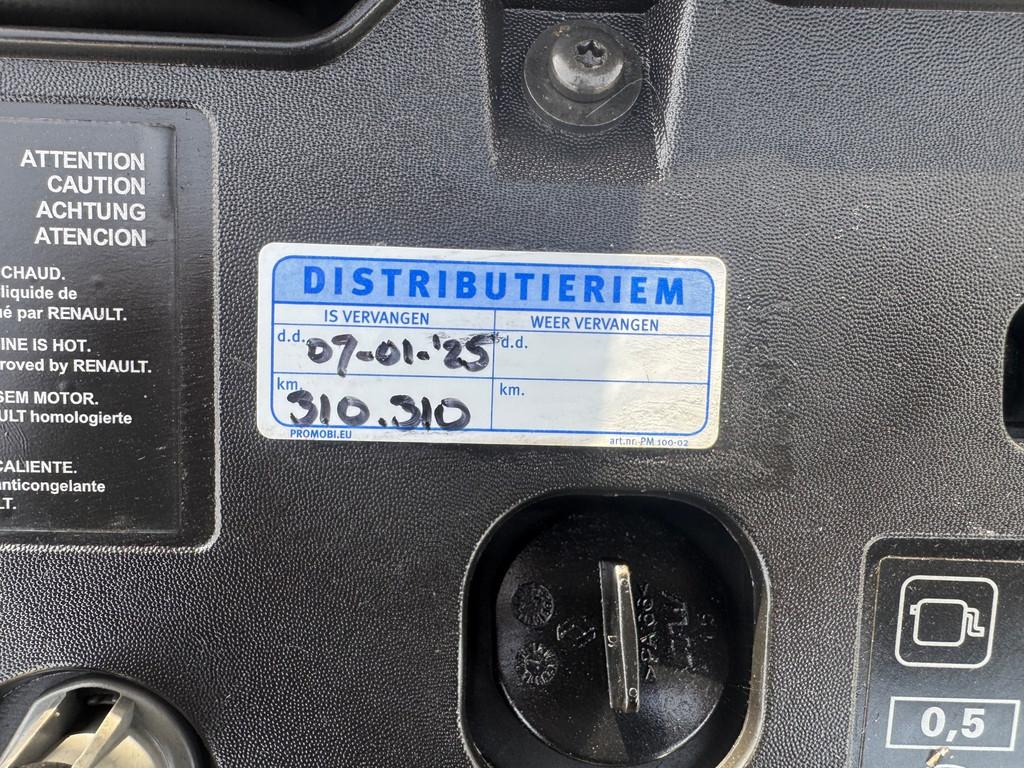 ATTENTION
CAUTION
ACHTUNG
ATENCION
CHAUD.
liquide de
ué par RENAULT.
INE IS HOT.
roved by RENAULT.
SEM MOTOR.
ULT homologierte
CALIENTE.
nticongelante
LT.
DISTRIBUTIERIEM
IS VERVANGEN
WEER VERVANGEN
d.d. 07-01-'25
d.d.
km. 310.310
km.
PROMOBI.EU
art.nr. PM 100-02
>PA66<
0,5